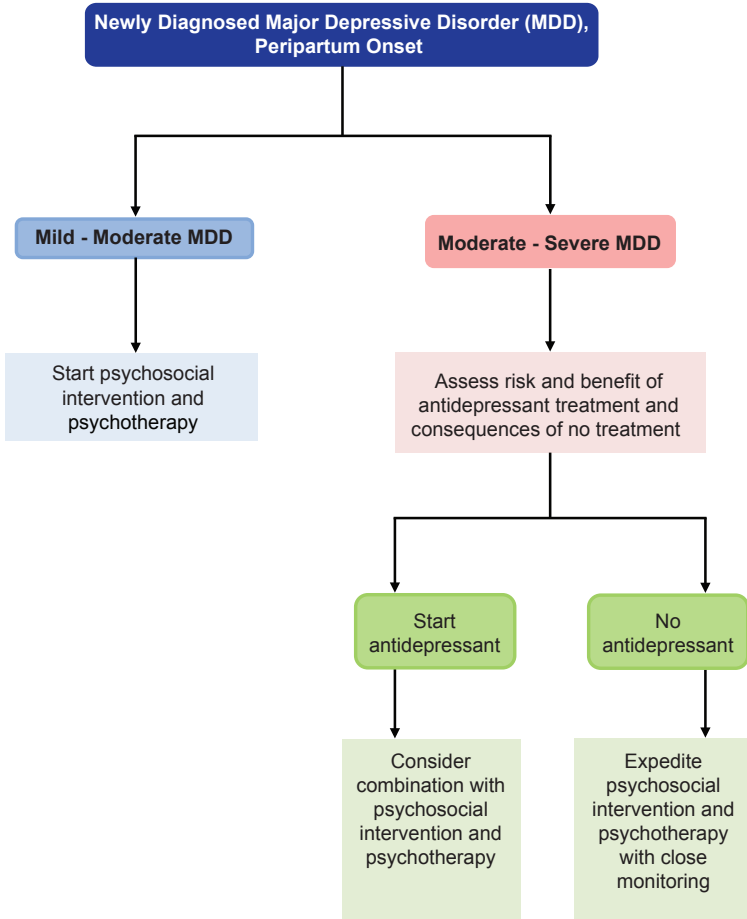 Newly Diagnosed Major Depressive Disorder (MDD),
Peripartum Onset
Mild - Moderate MDD
Moderate - Severe MDD
Start psychosocial
intervention and
psychotherapy
Assess risk and benefit of
antidepressant treatment and
consequences of no treatment
Start
antidepressant
No
antidepressant
Consider
combination with
psychosocial
intervention and
psychotherapy
Expedite
psychosocial
intervention and
psychotherapy
with close
monitoring